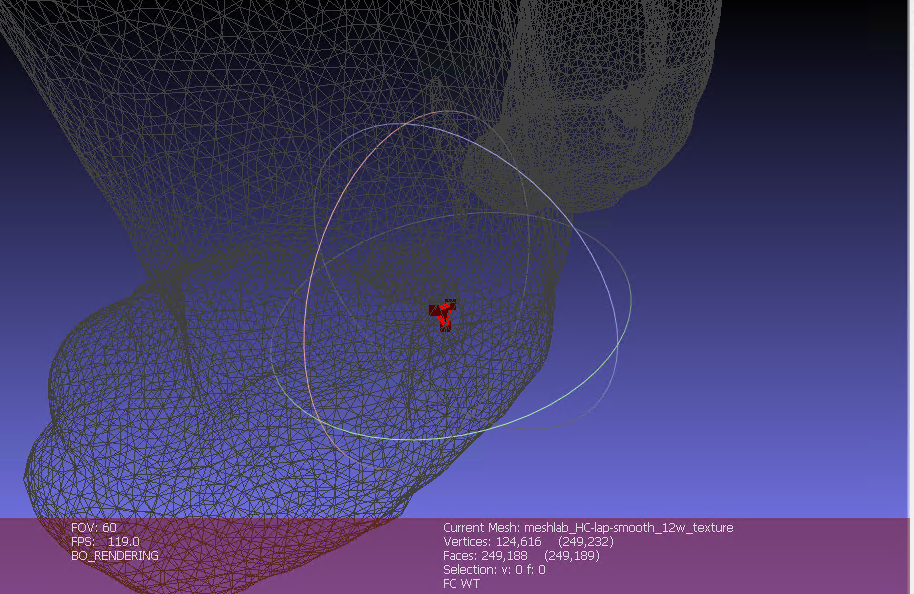 FOV: 60
FPS: 119.0
BO_RENDERING
Current Mesh: meshlab_HC-lap-smooth_12w_texture
Vertices: 124,616 (249,232)
Faces: 249,188 (249,189)
Selection: v: 0 f: 0
FC WT